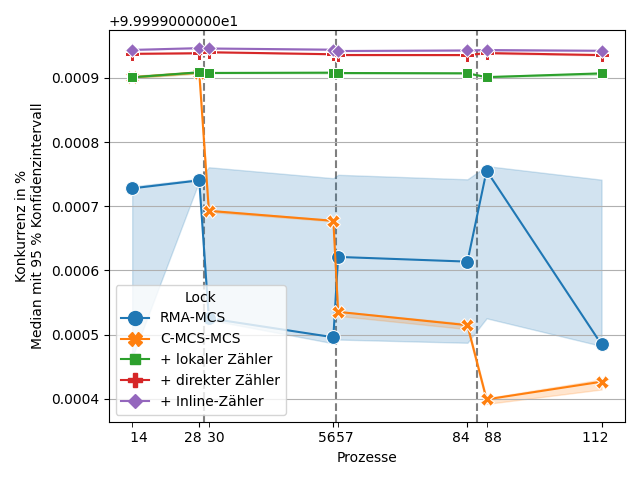 +9.9999000000e1
0.0009
0.0008
0.0007
0.0006
0.0005
0.0004
Konkurrenz in %
Median mit 95 % Konfidenzintervall
Lock
RMA-MCS
C-MCS-MCS
+ lokaler Zähler
+ direkter Zähler
+ Inline-Zähler
14 28 30 56 57 84 88 112
Prozesse